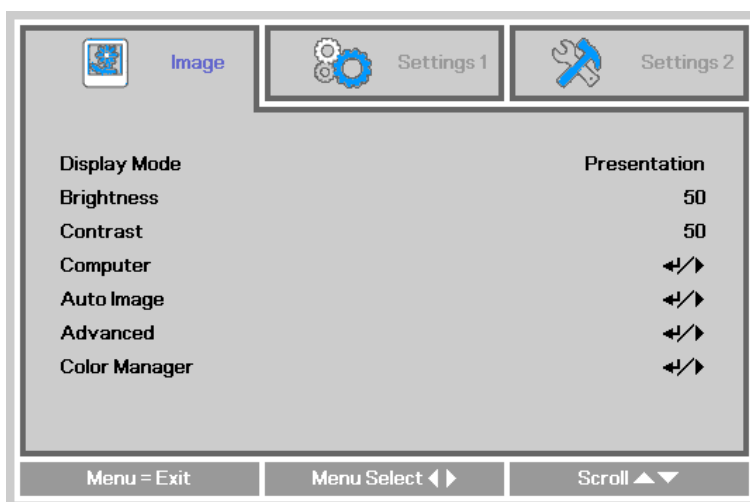 Image
Settings 1
Settings 2
Display Mode Presentation
Brightness 50
Contrast 50
Computer ↵/▶
Auto Image ↵/▶
Advanced ↵/▶
Color Manager ↵/▶
Menu = Exit
Menu Select ◀▶
Scroll ▲▼